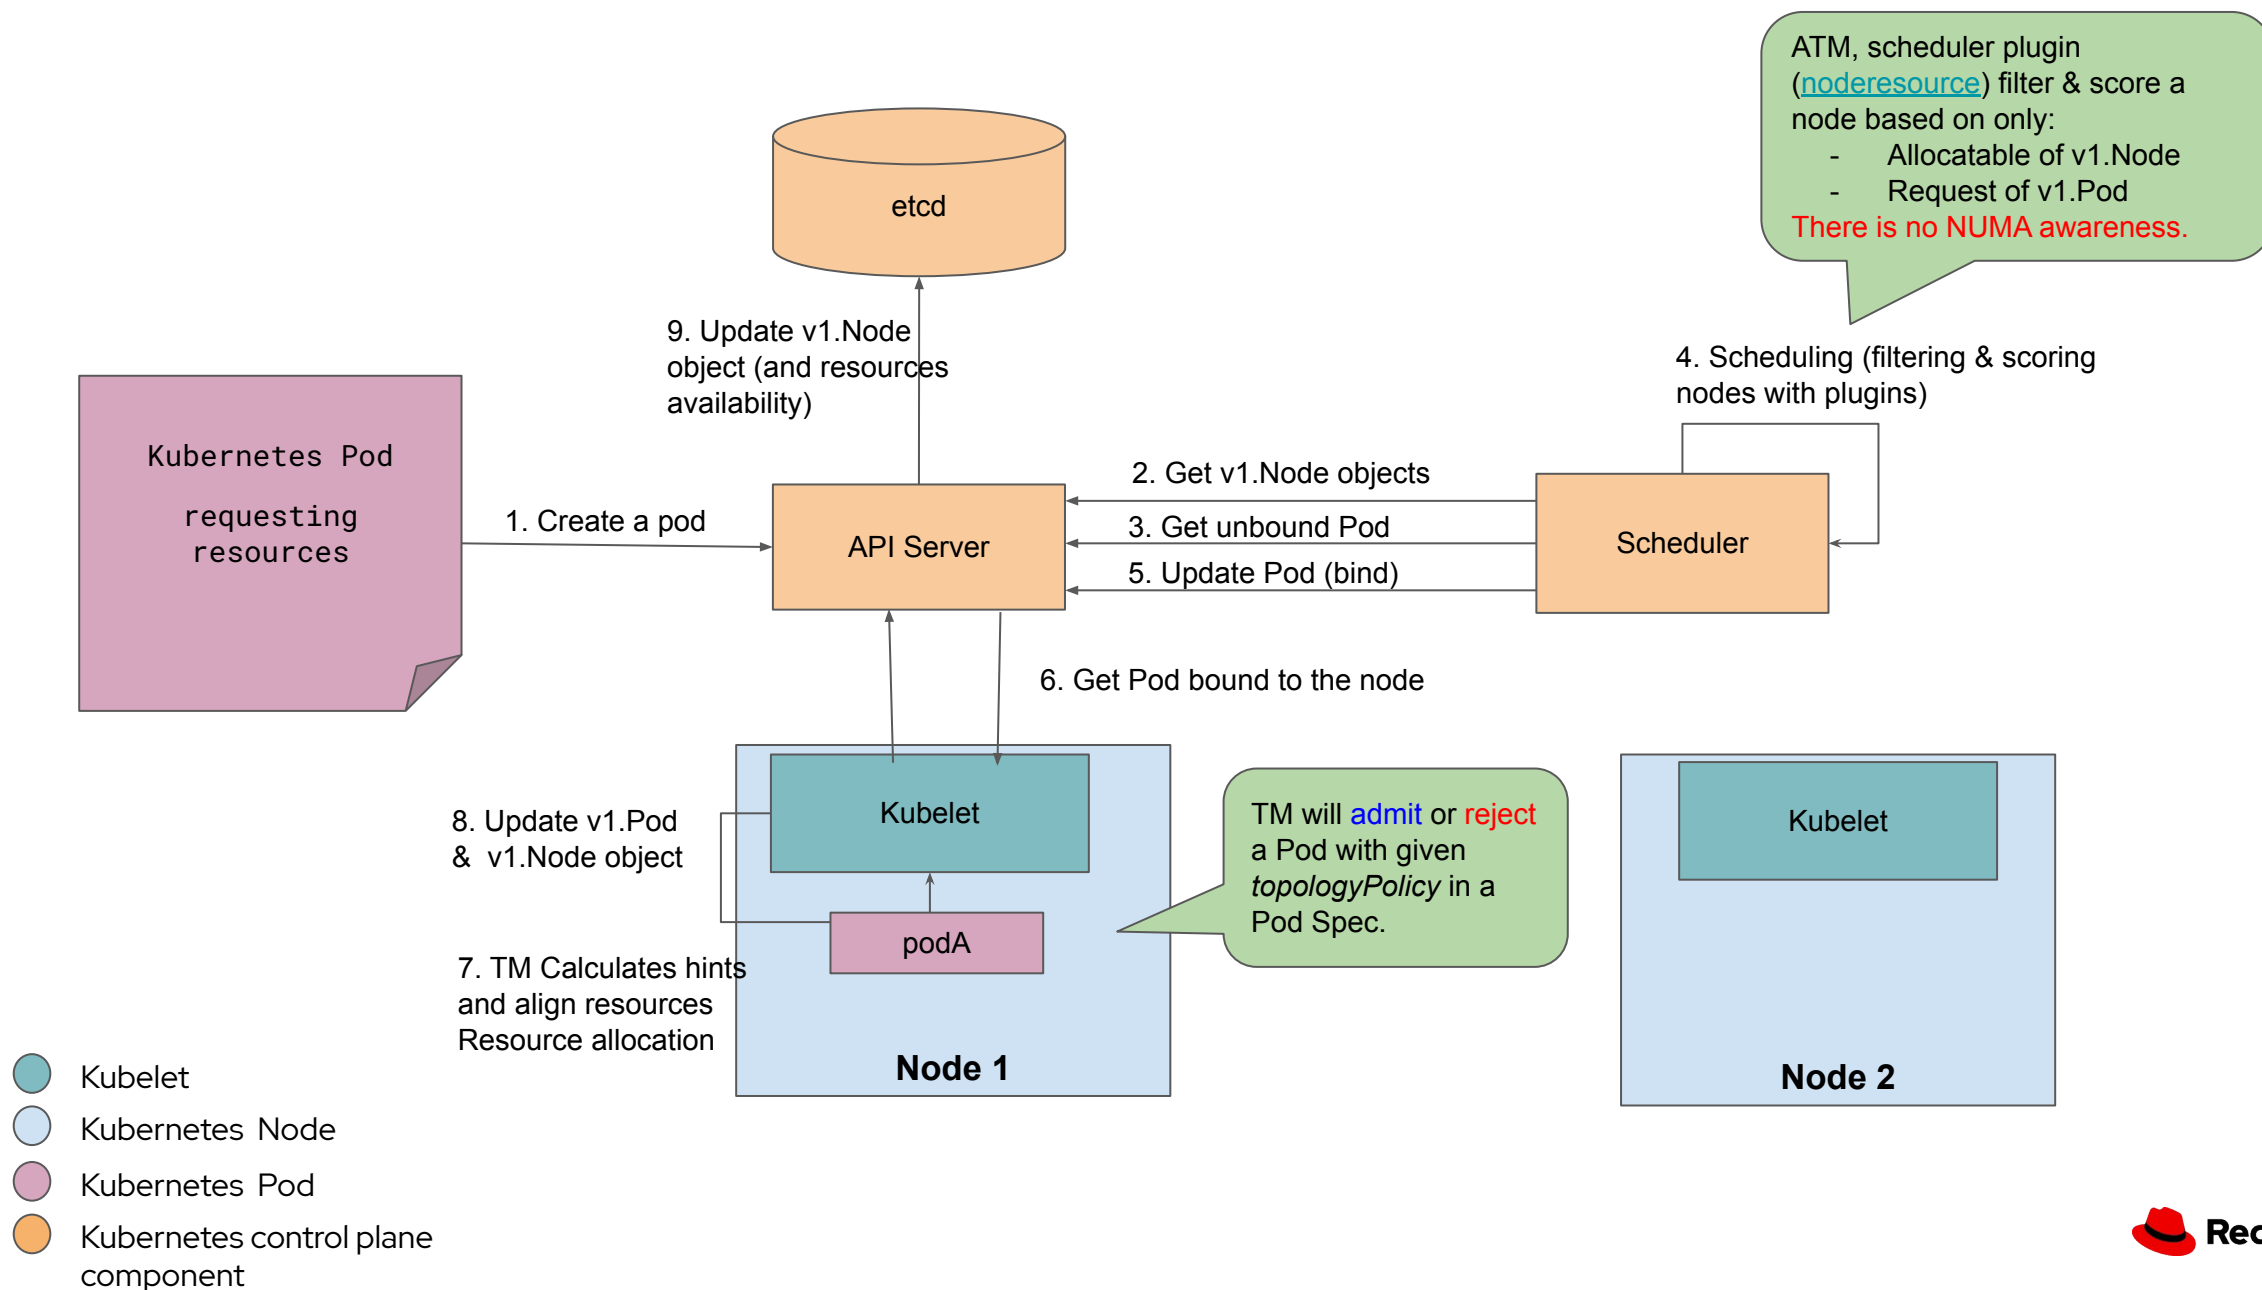 ATM, scheduler plugin
(noderesource) filter & score a
node based on only:
- Allocatable of v1.Node
- Request of v1.Pod
There is no NUMA awareness.
etcd
9. Update v1.Node
object (and resources
availability)
4. Scheduling (filtering & scoring
nodes with plugins)
Kubernetes Pod
requesting
resources
1. Create a pod
API Server
2. Get v1.Node objects
3. Get unbound Pod
5. Update Pod (bind)
Scheduler
6. Get Pod bound to the node
Kubelet
8. Update v1.Pod
& v1.Node object
podA
7. TM Calculates hints
and align resources
Resource allocation
Node 1
TM will admit or reject
a Pod with given
topologyPolicy in a
Pod Spec.
Kubelet
Node 2
Kubelet
Kubernetes Node
Kubernetes Pod
Kubernetes control plane
component